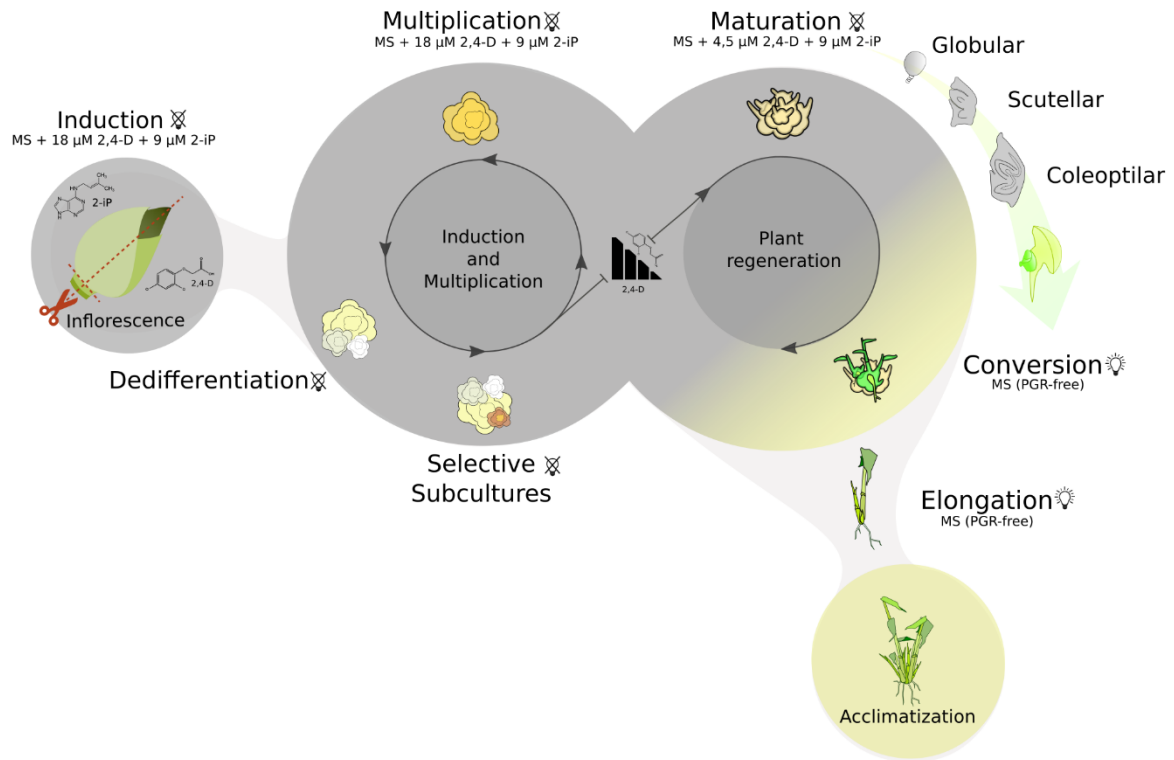 Induction
MS + 18 µM 2,4-D + 9 µM 2-iP
2-iP
2,4-D
Inflorescence
Dedifferentiation
Multiplication
MS + 18 µM 2,4-D + 9 µM 2-iP
Induction
and
Multiplication
Selective
Subcultures
2,4-D
Maturation
MS + 4,5 µM 2,4-D + 9 µM 2-iP
Plant
regeneration
Globular
Scutellar
Coleoptilar
Conversion
MS (PGR-free)
Elongation
MS (PGR-free)
Acclimatization